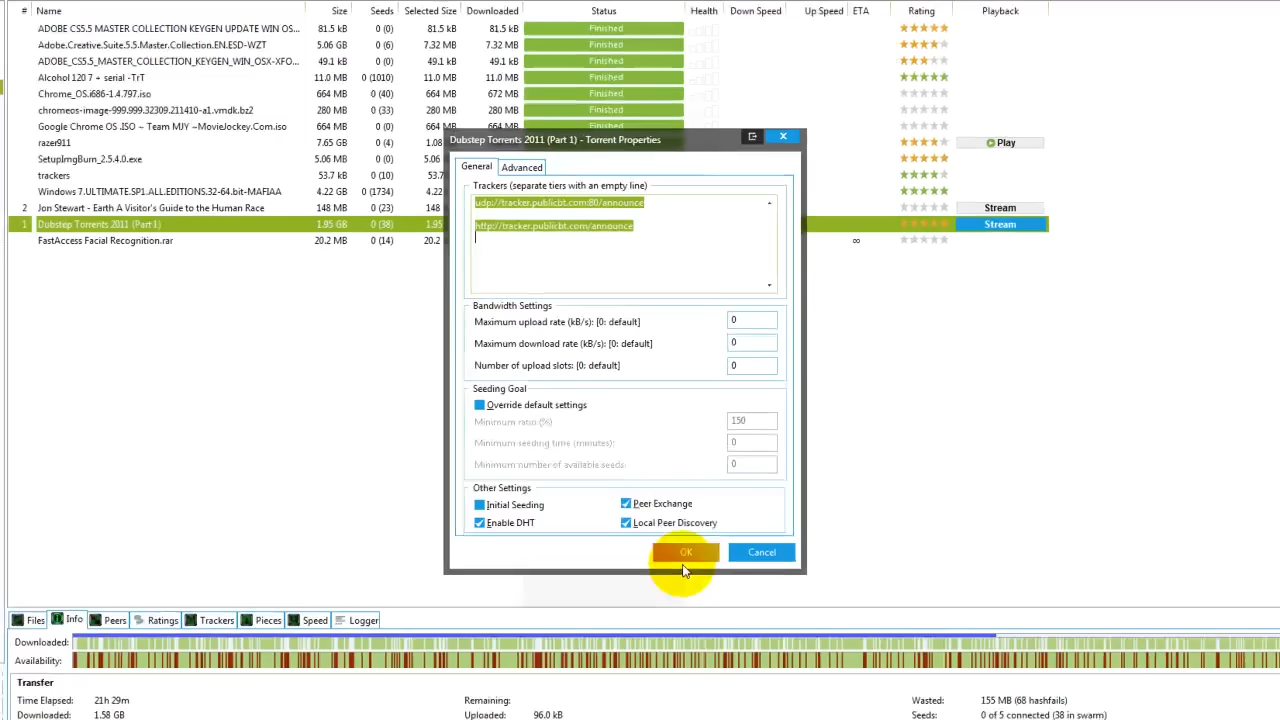 # Name Size Seeds Selected Size Downloaded Status Health Down Speed Up Speed ETA Rating Playback
ADOBE CS5.5 MASTER COLLECTION KEYGEN UPDATE WIN OS... 81.5 kB 0 (0) 81.5 kB 81.5 kB Finished
Adobe.Creative.Suite.5.5.Master.Collection.EN.ESD-WZT 5.06 GB 0 (4) 7.32 MB 7.32 MB Finished
ADOBE_CS5.5_MASTER_COLLECTION_KEYGEN_WIN_OSX-XFO... 49.1 kB 0 (0) 49.1 kB 49.1 kB Finished
Alcohol 120 7 + serial -TrT 11.0 MB 0 (1010) 11.0 MB 11.0 MB Finished
Chrome_OS.i686-1.4.797.iso 664 MB 0 (40) 664 MB 672 MB Finished
chromeos-image-999.999.32309.211410-a1.vmdk.bz2 280 MB 0 (33) 280 MB 280 MB Finished
Google Chrome OS .ISO ~ Team MJY ~MovieJockey.Com.iso 664 MB 0 (0) 664 MB 664 MB Finished
razer911 7.65 GB 0 (4) 1.08 Play
SetupImgBurn_2.5.4.0.exe 5.06 MB 0 (0) 5.06
trackers 53.7 kB 0 (10) 53.7
Windows 7.ULTIMATE.SP1.ALL.EDITIONS.32-64.bit-MAFIAA 4.22 GB 0 (1734) 4.22
2 Jon Stewart - Earth A Visitor's Guide to the Human Race 148 MB 0 (23) 148 Stream
1 Dubstep Torrents 2011 (Part 1) 1.95 GB 0 (38) 1.95 Stream
FastAccess Facial Recognition.rar 20.2 MB 0 (14) 20.2 ∞
Dubstep Torrents 2011 (Part 1) - Torrent Properties
General Advanced
Trackers (separate tiers with an empty line)
udp://tracker.publicbt.com:80/announce
http://tracker.publicbt.com/announce
Bandwidth Settings
Maximum upload rate (kB/s): [0: default] 0
Maximum download rate (kB/s): [0: default] 0
Number of upload slots: [0: default] 0
Seeding Goal
Override default settings
Minimum ratio (%) 150
Minimum seeding time (minutes): 0
Minimum number of available seeds: 0
Other Settings
Initial Seeding Peer Exchange
Enable DHT Local Peer Discovery
OK Cancel
Files Info Peers Ratings Trackers Pieces Speed Logger
Downloaded:
Availability:
Transfer
Time Elapsed: 21h 29m Remaining: Wasted: 155 MB (68 hashfails)
Downloaded: 1.58 GB Uploaded: 96.0 kB Seeds: 0 of 5 connected (38 in swarm)